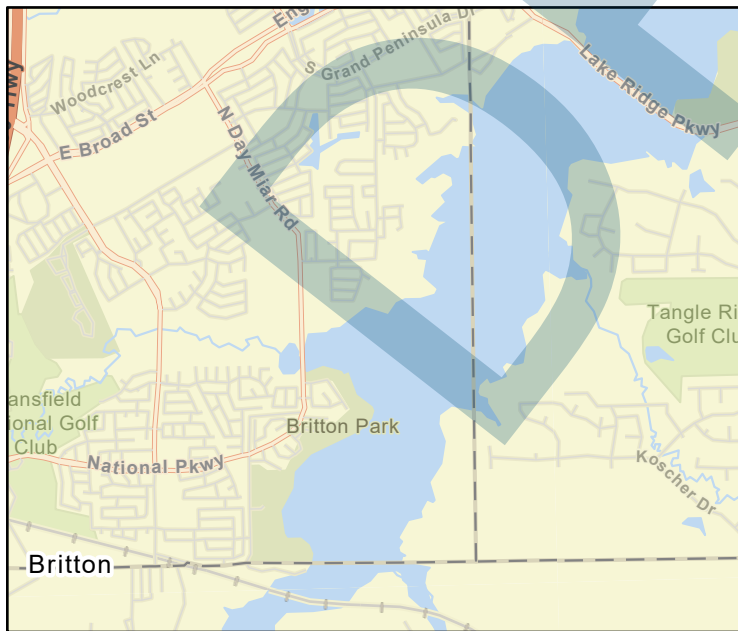 Eng
S Grand Peninsula Dr
Woodcrest Ln
Hwy
Lake Ridge Pkwy
E Broad St
N Day Miar Rd
Tangle Ri
Golf Clu
ansfield
ional Golf
Club
Britton Park
National Pkwy
Koscher Dr
Britton